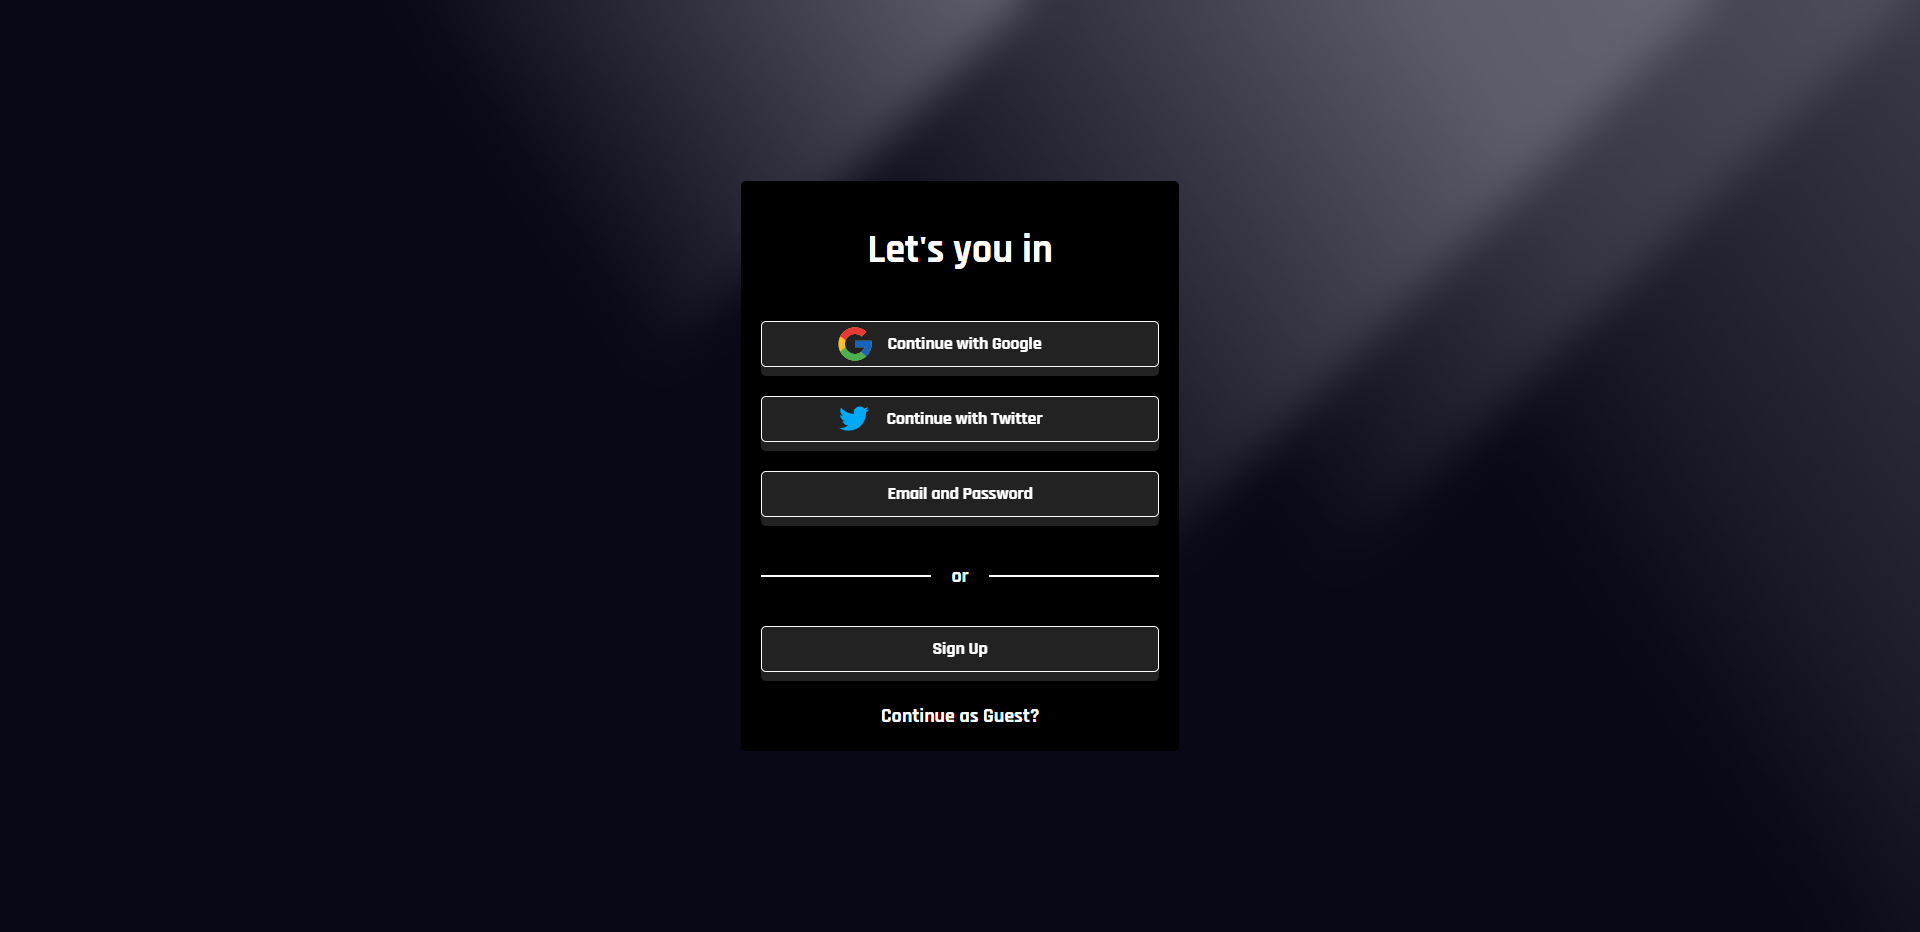 Let's you in
Continue with Google
Continue with Twitter
Email and Password
or
Sign Up
Continue as Guest?